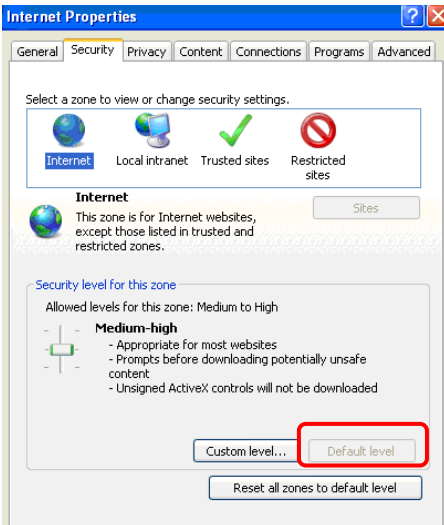 Internet Properties
General Security Privacy Content Connections Programs Advanced
Select a zone to view or change security settings.
Internet Local intranet Trusted sites Restricted
sites
Internet
This zone is for Internet websites,
except those listed in trusted and
restricted zones.
Sites
Security level for this zone
Allowed levels for this zone: Medium to High
Medium-high
- Appropriate for most websites
- Prompts before downloading potentially unsafe
content
- Unsigned ActiveX controls will not be downloaded
Custom level... Default level
Reset all zones to default level